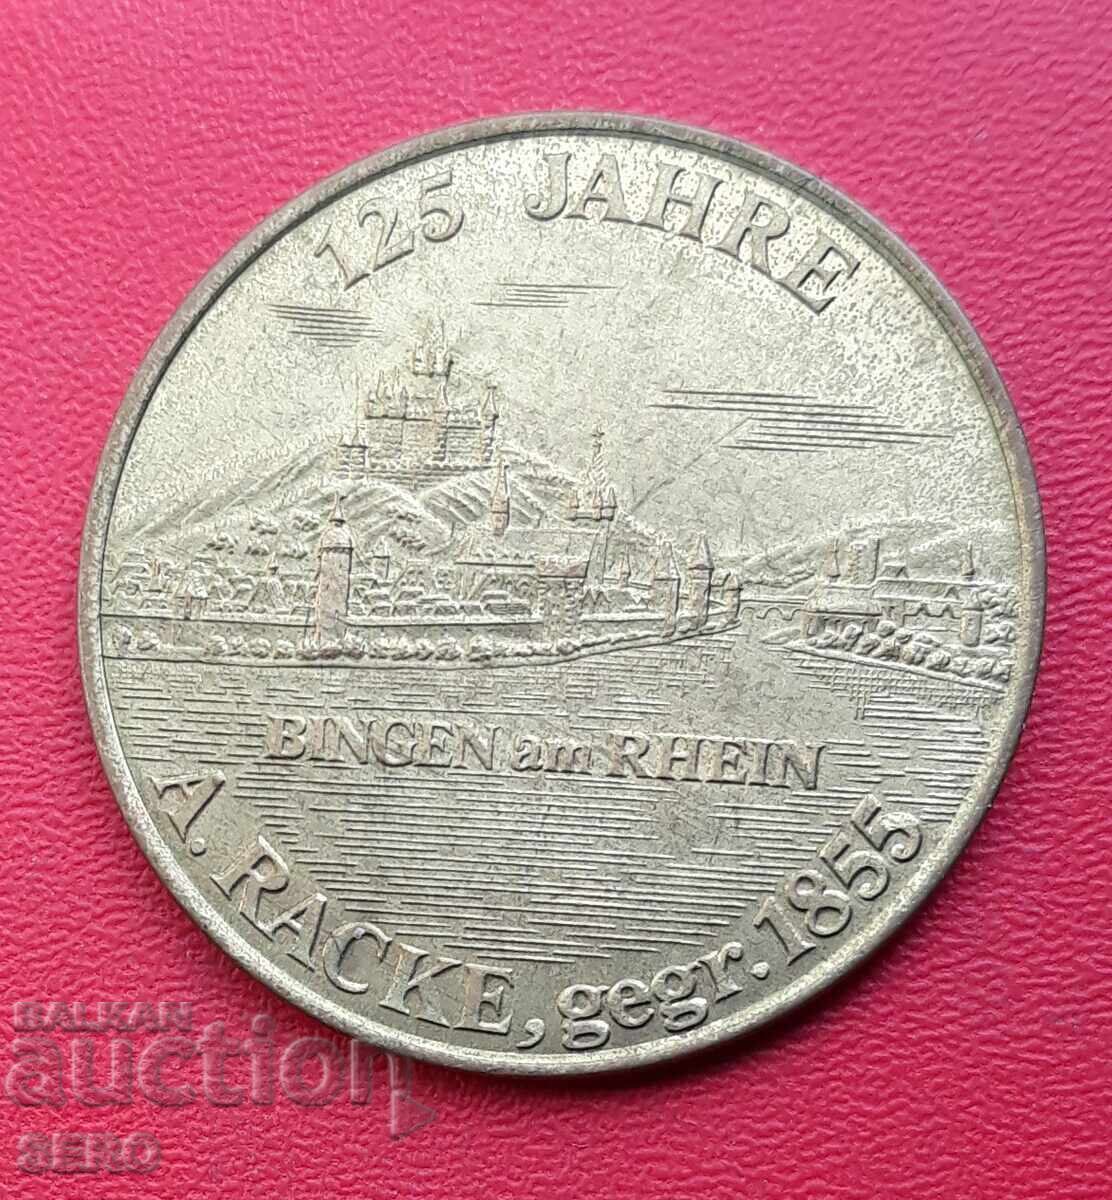 125 JAHRE
BINGEN am RHEIN
A. RACKE, gegr. 1855
BALKAN
auction
SERO